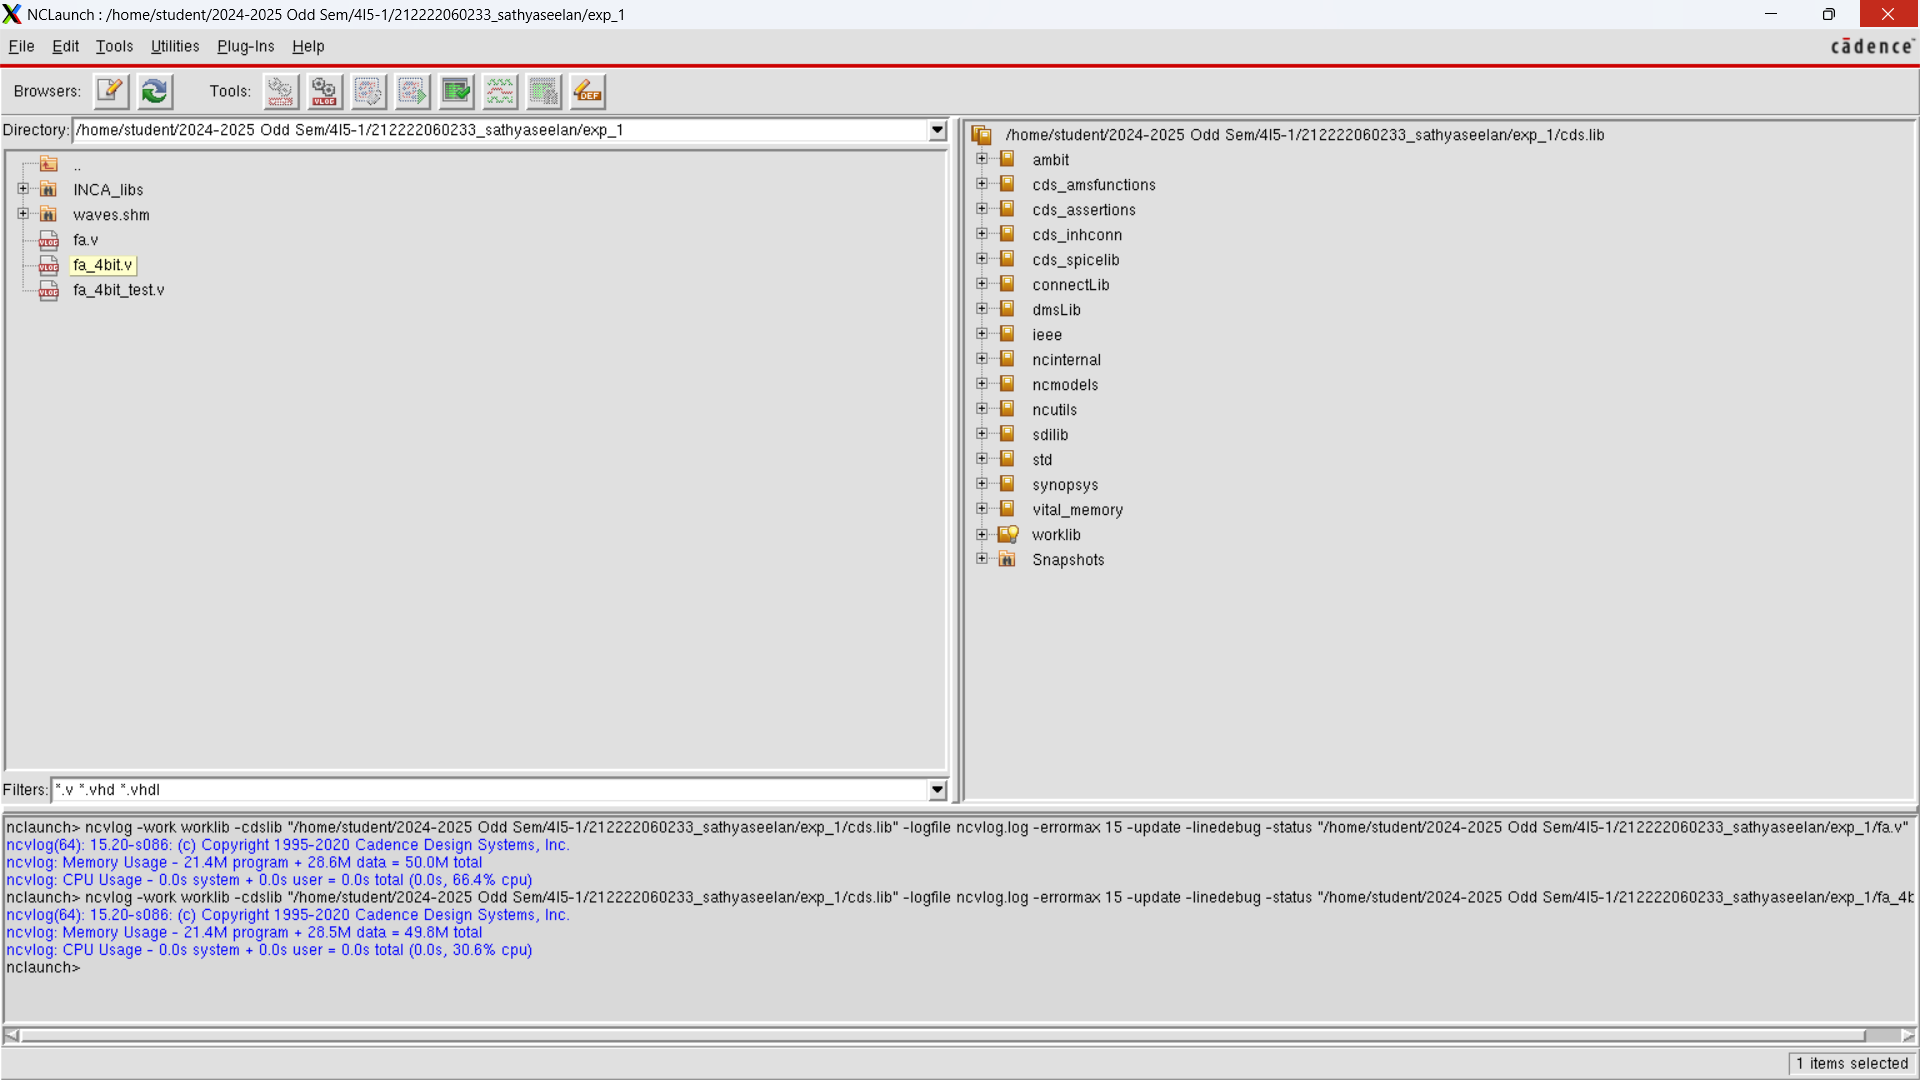 NCLaunch : /home/student/2024-2025 Odd Sem/4I5-1/212222060233_sathyaseelan/exp_1
File Edit Tools Utilities Plug-Ins Help
cādence
Browsers: Tools:
VLOG
DEF
Directory: /home/student/2024-2025 Odd Sem/4I5-1/212222060233_sathyaseelan/exp_1
..
INCA_libs
waves.shm
VLOG fa.v
VLOG fa_4bit.v
VLOG fa_4bit_test.v
Filters: *.v *.vhd *.vhdl
/home/student/2024-2025 Odd Sem/4I5-1/212222060233_sathyaseelan/exp_1/cds.lib
ambit
cds_amsfunctions
cds_assertions
cds_inhconn
cds_spicelib
connectLib
dmsLib
ieee
ncinternal
ncmodels
ncutils
sdilib
std
synopsys
vital_memory
worklib
Snapshots
nclaunch> ncvlog -work worklib -cdslib "/home/student/2024-2025 Odd Sem/4I5-1/212222060233_sathyaseelan/exp_1/cds.lib" -logfile ncvlog.log -errormax 15 -update -linedebug -status "/home/student/2024-2025 Odd Sem/4I5-1/212222060233_sathyaseelan/exp_1/fa.v"
ncvlog(64): 15.20-s086: (c) Copyright 1995-2020 Cadence Design Systems, Inc.
ncvlog: Memory Usage - 21.4M program + 28.6M data = 50.0M total
ncvlog: CPU Usage - 0.0s system + 0.0s user = 0.0s total (0.0s, 66.4% cpu)
nclaunch> ncvlog -work worklib -cdslib "/home/student/2024-2025 Odd Sem/4I5-1/212222060233_sathyaseelan/exp_1/cds.lib" -logfile ncvlog.log -errormax 15 -update -linedebug -status "/home/student/2024-2025 Odd Sem/4I5-1/212222060233_sathyaseelan/exp_1/fa_4b
ncvlog(64): 15.20-s086: (c) Copyright 1995-2020 Cadence Design Systems, Inc.
ncvlog: Memory Usage - 21.4M program + 28.5M data = 49.8M total
ncvlog: CPU Usage - 0.0s system + 0.0s user = 0.0s total (0.0s, 30.6% cpu)
nclaunch>
1 items selected